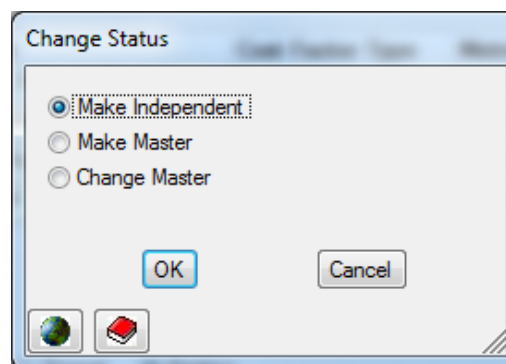 Change Status
Make Independent
Make Master
Change Master
OK
Cancel